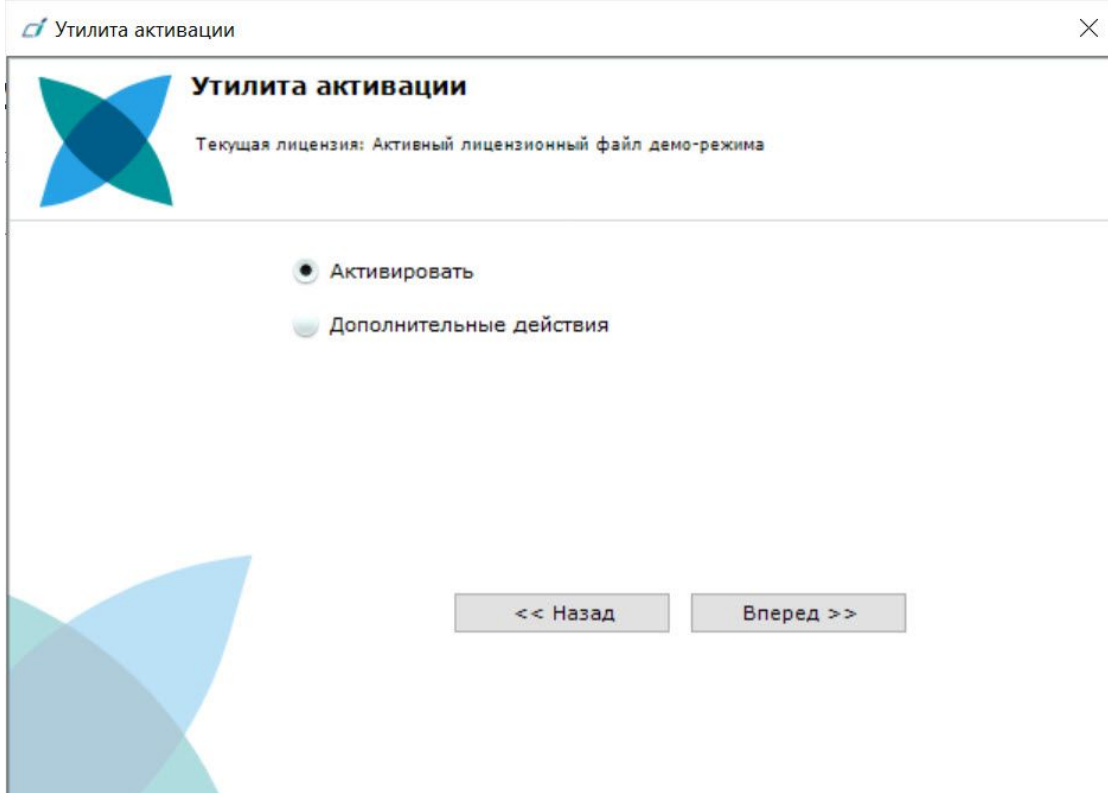 Утилита активации
Утилита активации
Текущая лицензия: Активный лицензионный файл демо-режима
Активировать
Дополнительные действия
<< Назад
Вперед >>